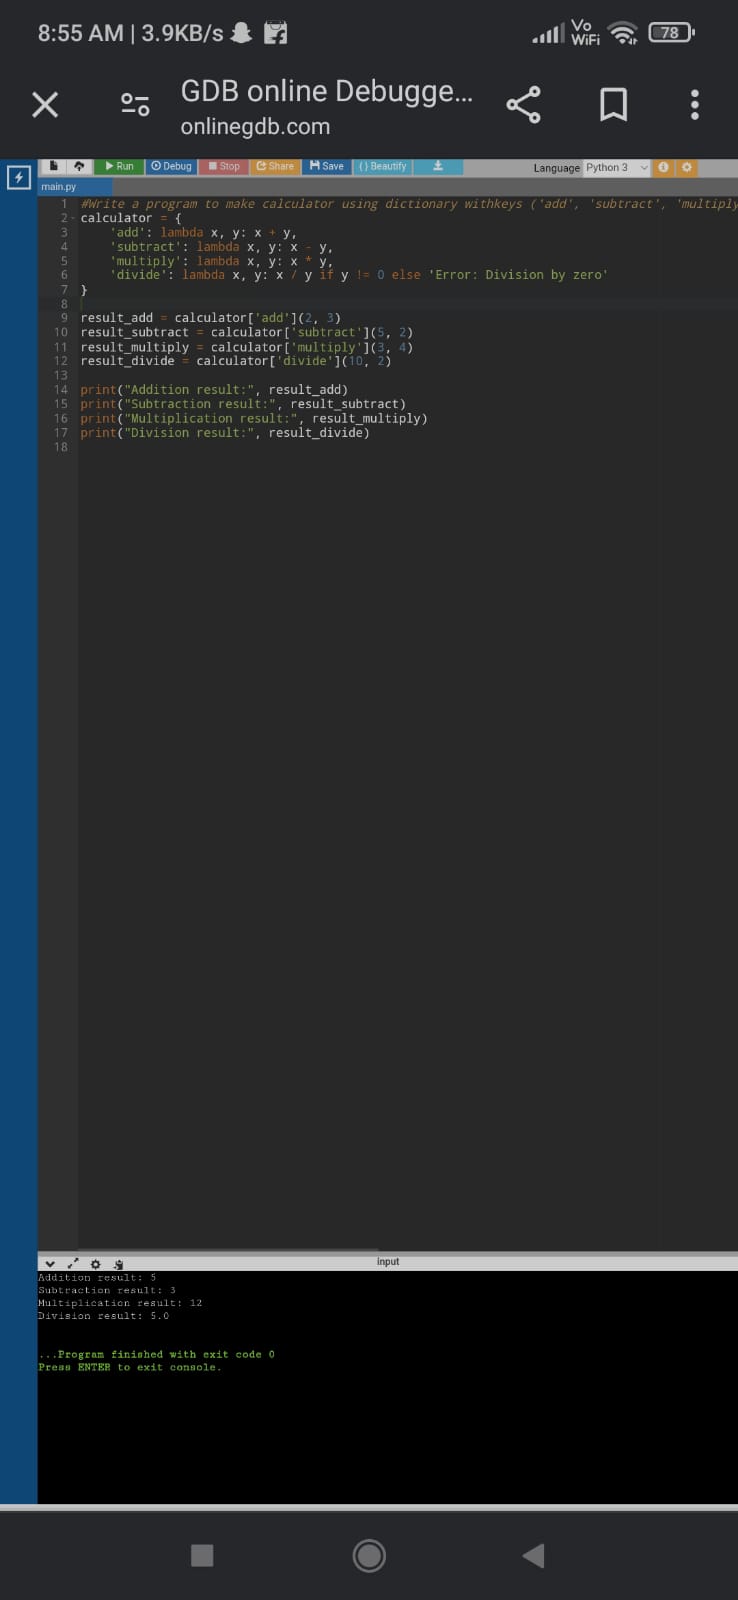 8:55 AM | 3.9KB/s
Vo WiFi 78
GDB online Debugge...
onlinegdb.com
Run Debug Stop Share Save {} Beautify Language Python 3
main.py
1 #Write a program to make calculator using dictionary withkeys ('add', 'subtract', 'multiply
2 calculator = {
3 'add': lambda x, y: x + y,
4 'subtract': lambda x, y: x - y,
5 'multiply': lambda x, y: x * y,
6 'divide': lambda x, y: x / y if y != 0 else 'Error: Division by zero'
7 }
8
9 result_add = calculator['add'](2, 3)
10 result_subtract = calculator['subtract'](5, 2)
11 result_multiply = calculator['multiply'](3, 4)
12 result_divide = calculator['divide'](10, 2)
13
14 print("Addition result:", result_add)
15 print("Subtraction result:", result_subtract)
16 print("Multiplication result:", result_multiply)
17 print("Division result:", result_divide)
18
input
Addition result: 5
Subtraction result: 3
Multiplication result: 12
Division result: 5.0
...Program finished with exit code 0
Press ENTER to exit console.